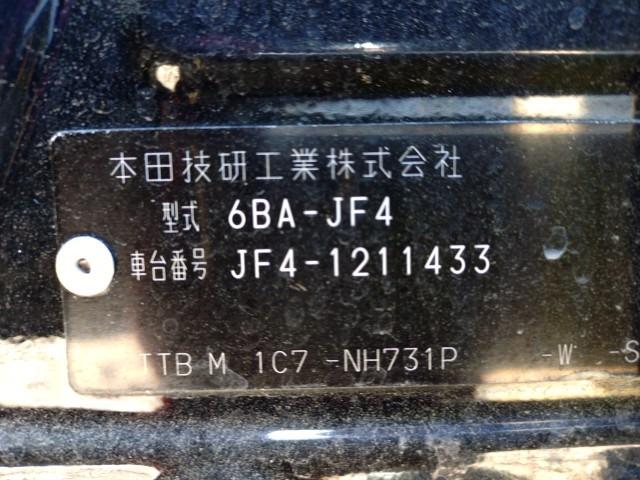 本田技研工業株式会社
型式 6BA-JF4
車台番号 JF4-1211433
TTB M 1C7 -NH731P -W -S